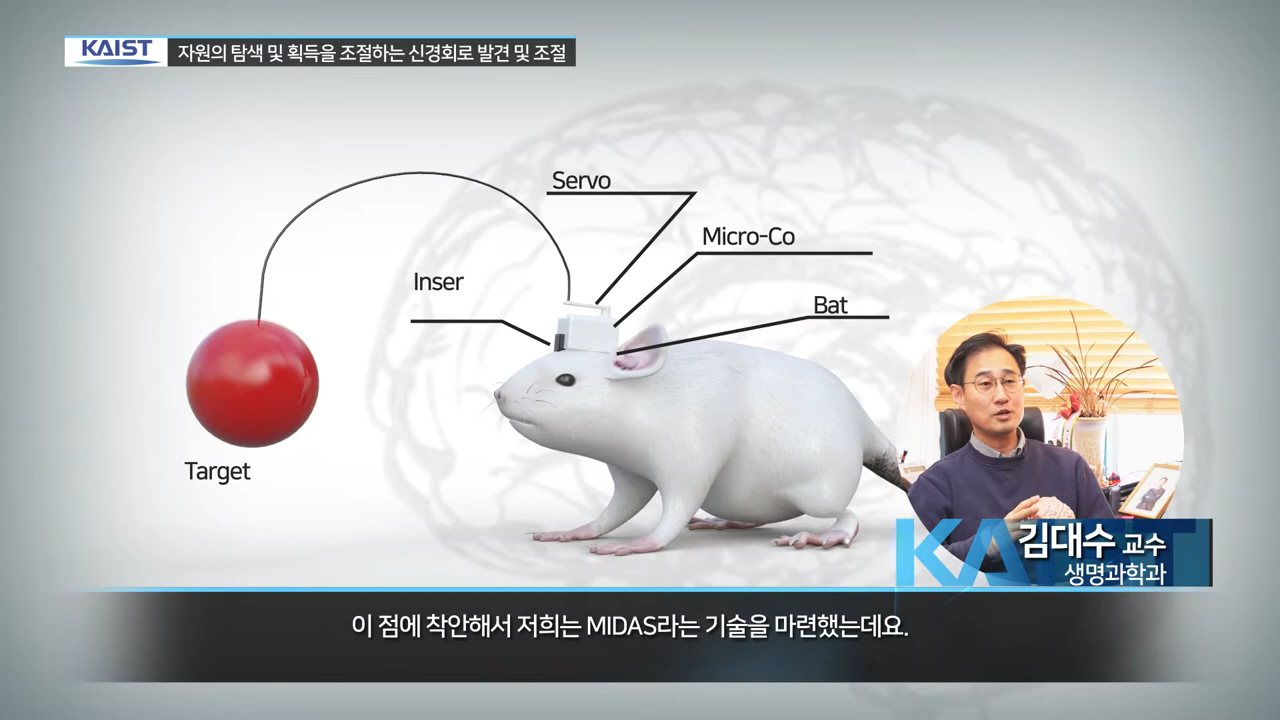 KAIST
자원의 탐색 및 획득을 조절하는 신경회로 발견 및 조절
Servo
Micro-Co
Inser
Bat
Target
KAIST
김대수 교수
생명과학과
이 점에 착안해서 저희는 MIDAS라는 기술을 마련했는데요.